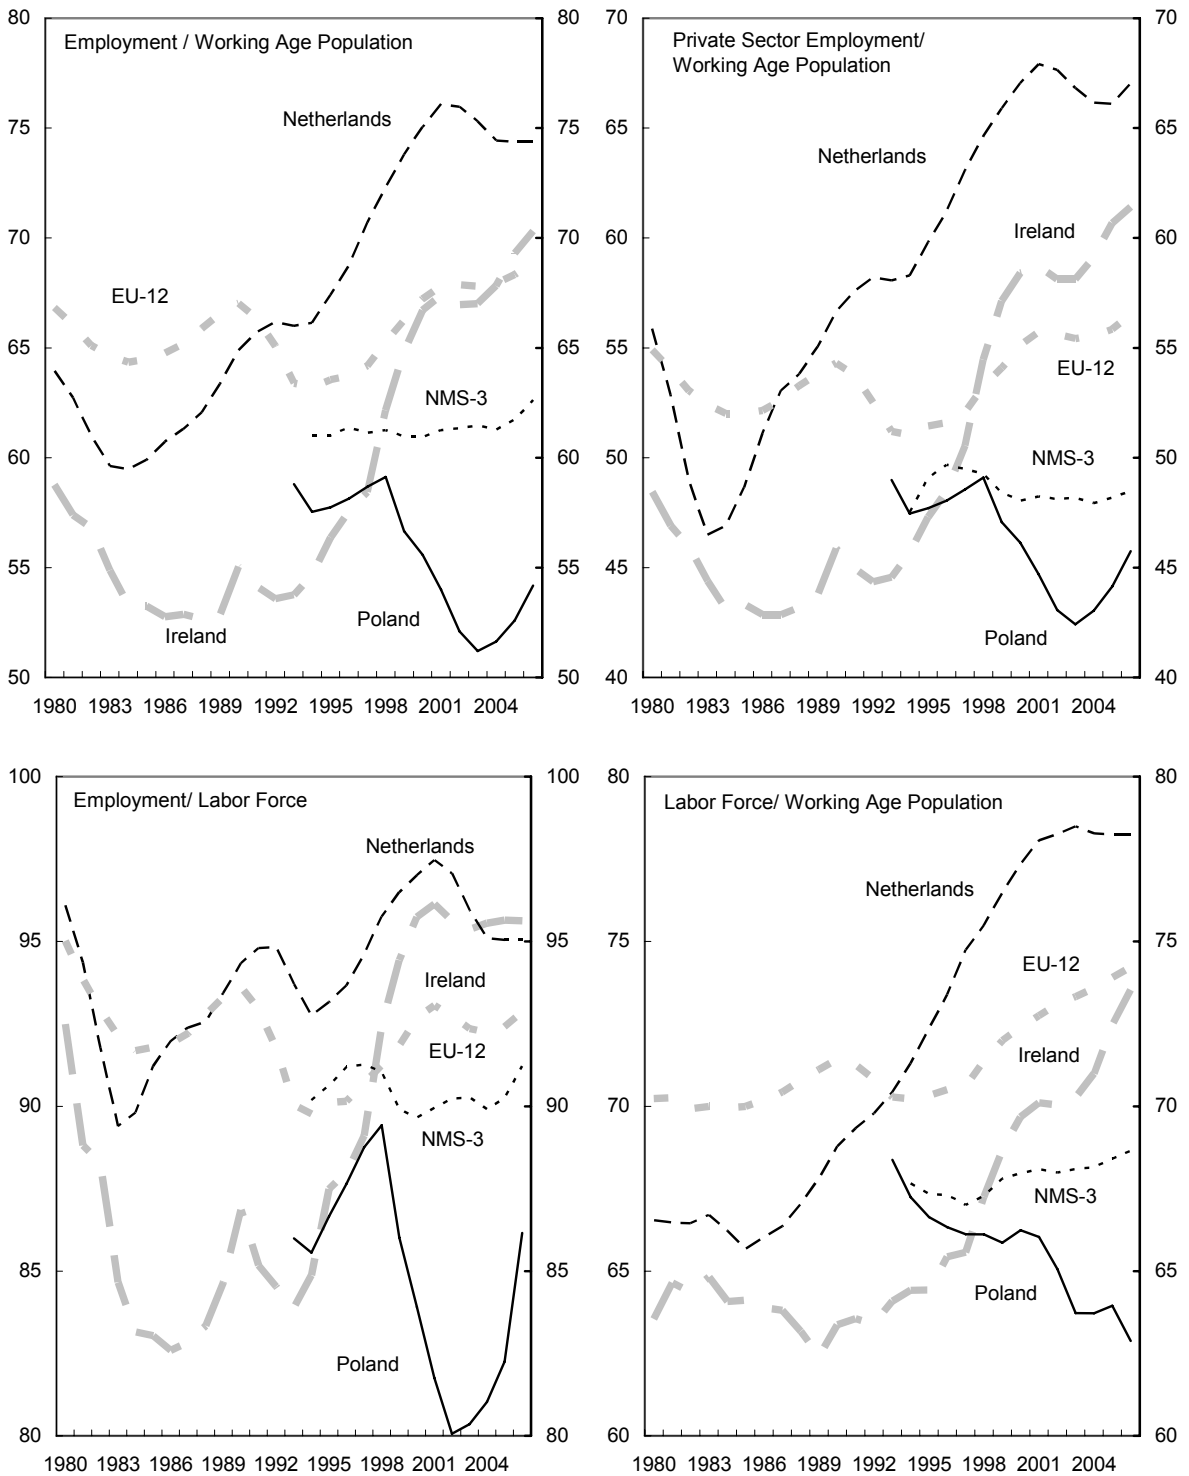 80
80
Employment / Working Age Population
Netherlands
75
75
70
70
EU-12
65
65
NMS-3
60
60
55
55
Poland
Ireland
50
50
1980 1983 1986 1989 1992 1995 1998 2001 2004
70
70
Private Sector Employment/
Working Age Population
65
65
Netherlands
Ireland
60
60
EU-12
55
55
NMS-3
50
50
45
45
Poland
40
40
1980 1983 1986 1989 1992 1995 1998 2001 2004
100
100
Employment/ Labor Force
Netherlands
95
95
Ireland
EU-12
90
90
NMS-3
85
85
Poland
80
80
1980 1983 1986 1989 1992 1995 1998 2001 2004
80
80
Labor Force/ Working Age Population
Netherlands
75
75
EU-12
Ireland
70
70
NMS-3
65
65
Poland
60
60
1980 1983 1986 1989 1992 1995 1998 2001 2004